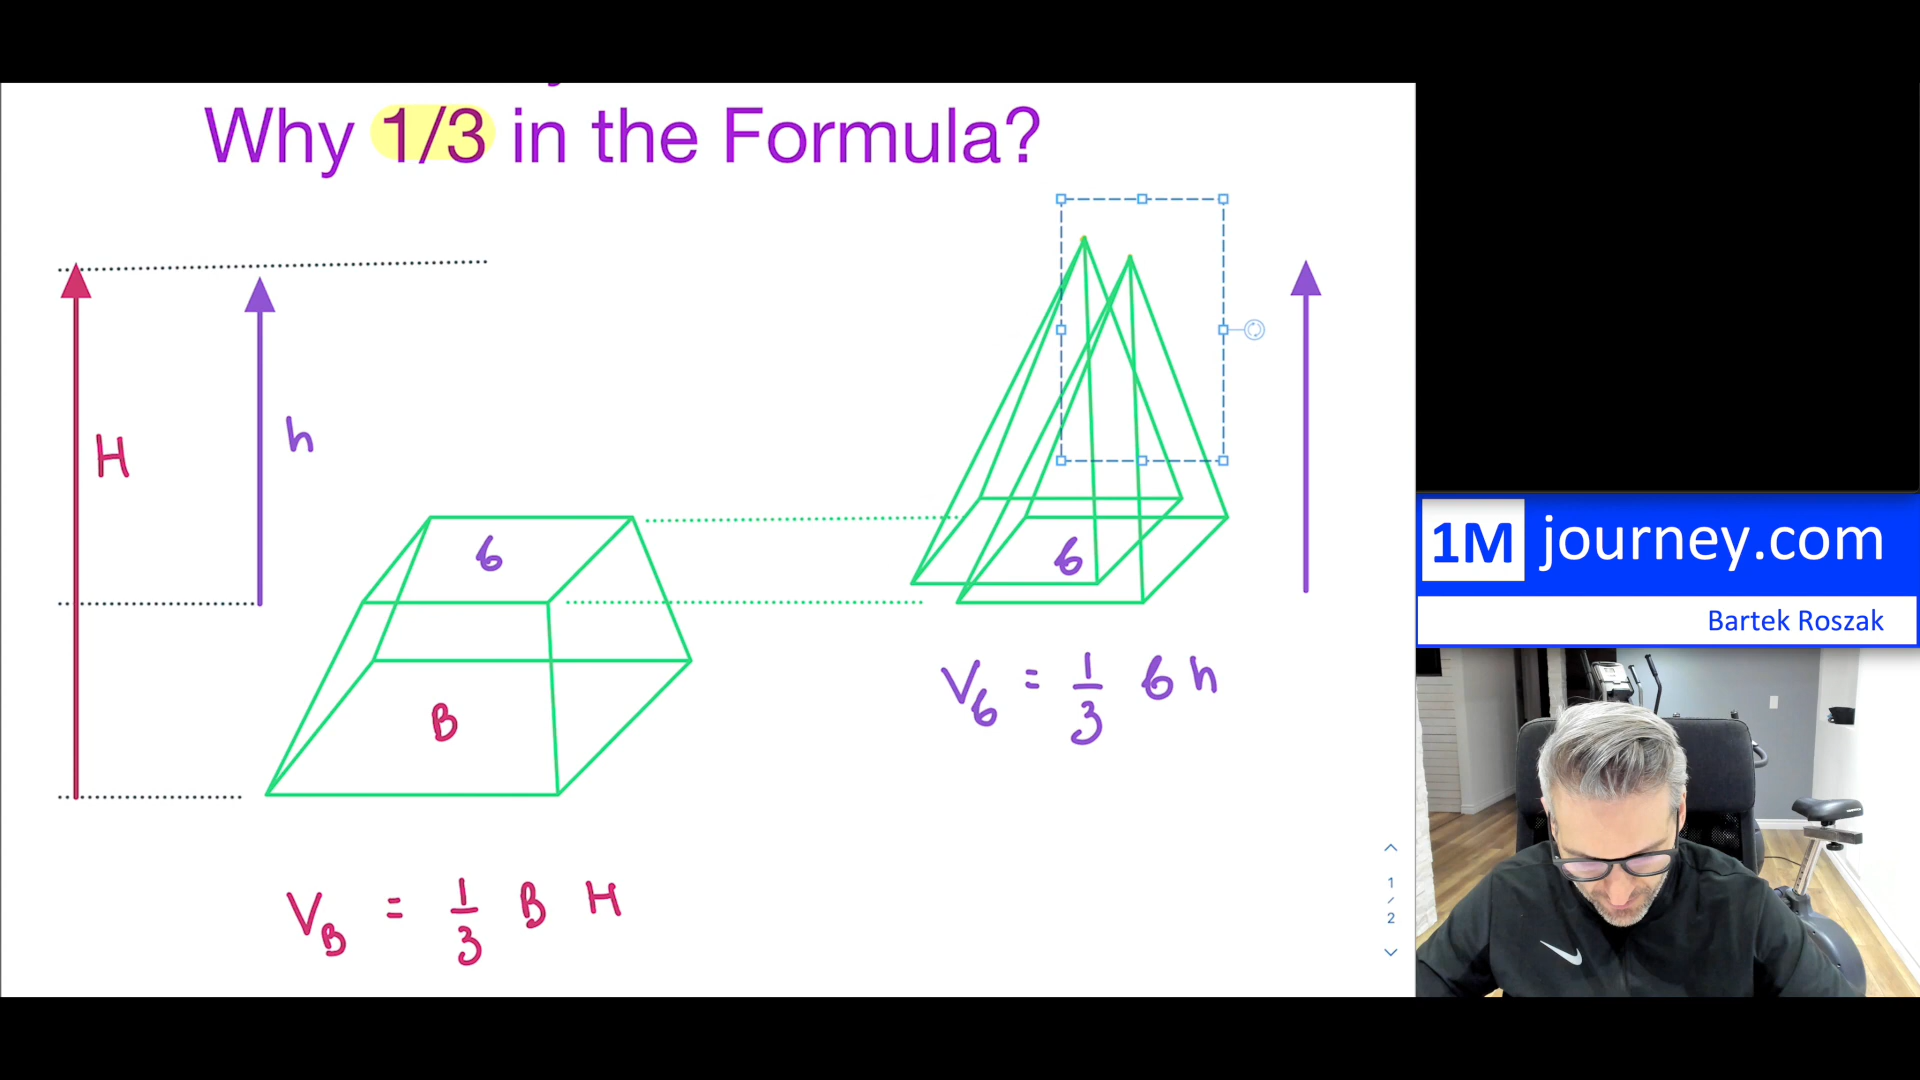 Why 1/3 in the Formula?
H
h
b
B
V_B = 1/3 B H
b
V_b = 1/3 b h
1
/
2
1M journey.com
Bartek Roszak